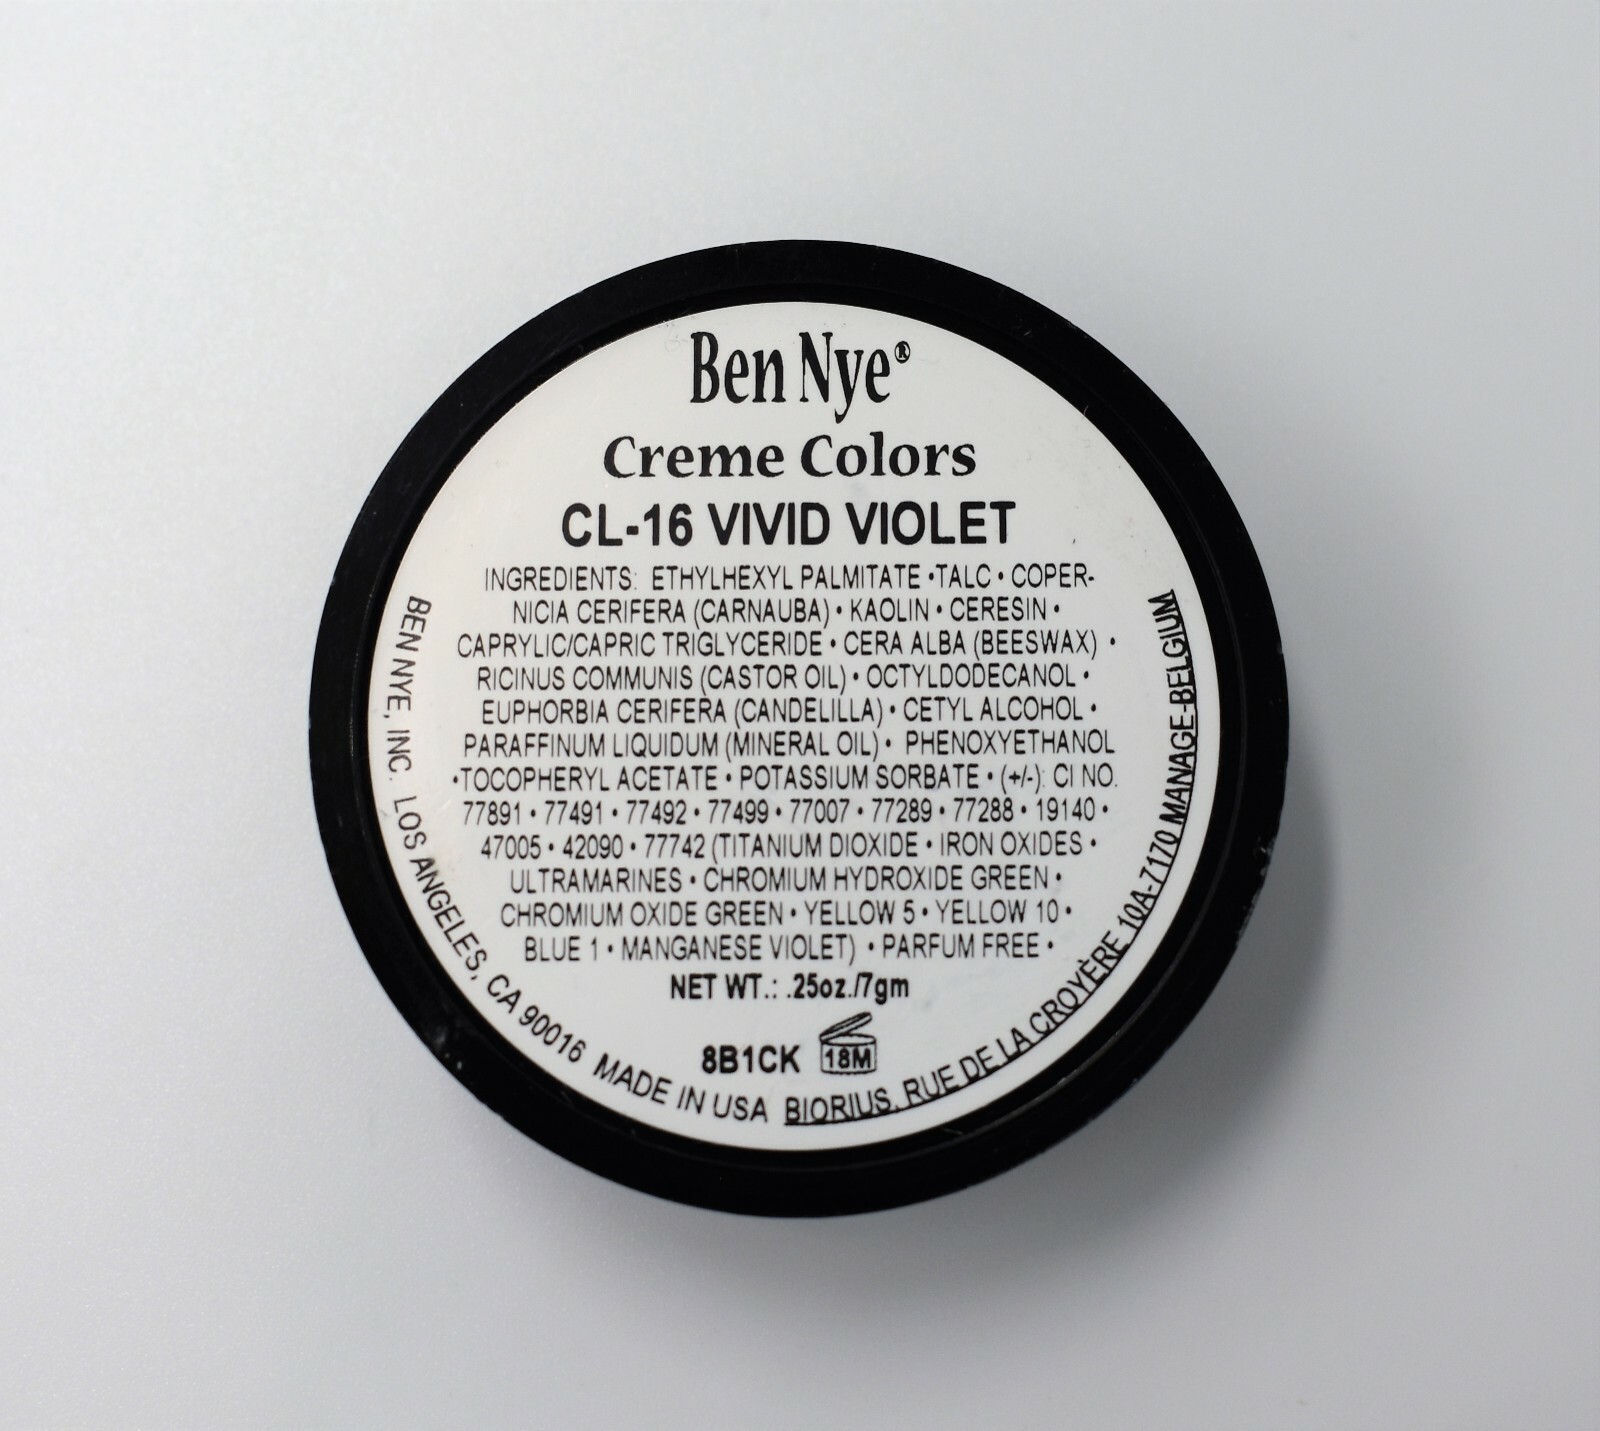 Ben Nye®
Creme Colors
CL-16 VIVID VIOLET
INGREDIENTS: ETHYLHEXYL PALMITATE •TALC • COPER-
NICIA CERIFERA (CARNAUBA) • KAOLIN • CERESIN •
CAPRYLIC/CAPRIC TRIGLYCERIDE • CERA ALBA (BEESWAX) •
RICINUS COMMUNIS (CASTOR OIL) • OCTYLDODECANOL •
EUPHORBIA CERIFERA (CANDELILLA) • CETYL ALCOHOL •
PARAFFINUM LIQUIDUM (MINERAL OIL) • PHENOXYETHANOL
•TOCOPHERYL ACETATE • POTASSIUM SORBATE • (+/-): CI NO.
77891 • 77491 • 77492 • 77499 • 77007 • 77289 • 77288 • 19140 •
47005 • 42090 • 77742 (TITANIUM DIOXIDE • IRON OXIDES •
ULTRAMARINES • CHROMIUM HYDROXIDE GREEN •
CHROMIUM OXIDE GREEN • YELLOW 5 • YELLOW 10 •
BLUE 1 • MANGANESE VIOLET) • PARFUM FREE •
NET WT.: .25oz./7gm
8B1CK 18M
BEN NYE, INC. LOS ANGELES, CA 90016 MADE IN USA BIORIUS, RUE DE LA CROYÈRE 10A-7170 MANAGE-BELGIUM